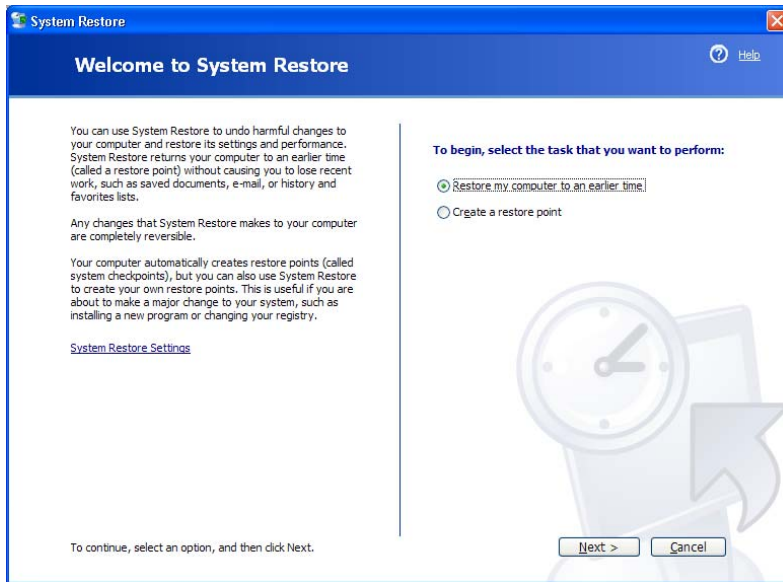 System Restore
Welcome to System Restore
Help
You can use System Restore to undo harmful changes to
your computer and restore its settings and performance.
System Restore returns your computer to an earlier time
(called a restore point) without causing you to lose recent
work, such as saved documents, e-mail, or history and
favorites lists.
Any changes that System Restore makes to your computer
are completely reversible.
Your computer automatically creates restore points (called
system checkpoints), but you can also use System Restore
to create your own restore points. This is useful if you are
about to make a major change to your system, such as
installing a new program or changing your registry.
System Restore Settings
To begin, select the task that you want to perform:
Restore my computer to an earlier time
Create a restore point
To continue, select an option, and then click Next.
Next >
Cancel